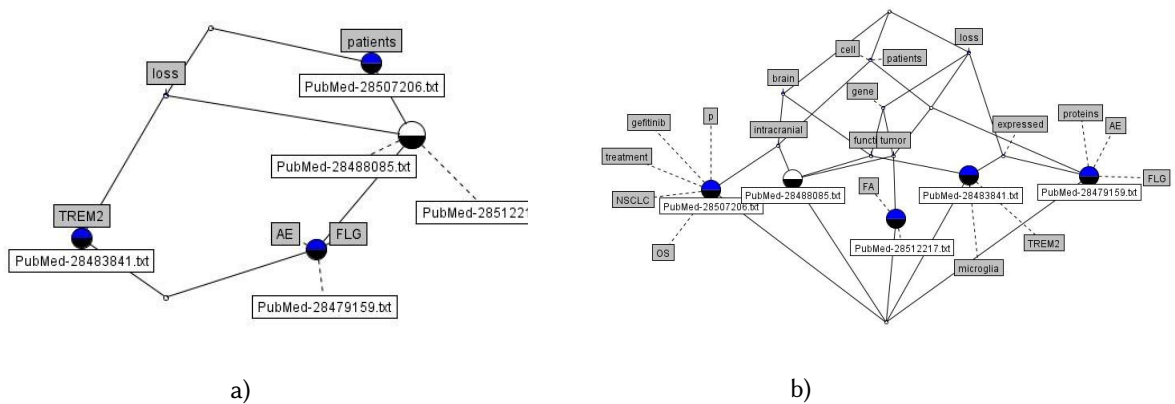 patients
loss
PubMed-28507206.txt
PubMed-28488085.txt
PubMed-2851221
TREM2
PubMed-28483841.txt
AE
FLG
PubMed-28479159.txt
a)
cell
patients
loss
brain
gene
p
gefitinib
intracranial
functi
tumor
expressed
proteins
AE
treatment
NSCLC
PubMed-28507206.txt
PubMed-28488085.txt
FA
PubMed-28483841.txt
PubMed-28479159.txt
FLG
OS
PubMed-28512217.txt
microglia
TREM2
b)